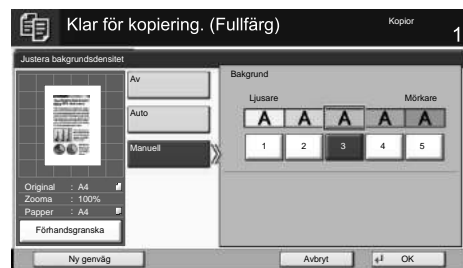 Klar för kopiering. (Fullfärg)
Kopior
1
Justera bakgrundsdensitet
Av
Auto
Manuell
Bakgrund
Ljusare
Mörkare
A A A A A
1 2 3 4 5
Original : A4
Zooma : 100%
Papper : A4
Förhandsgranska
Ny genväg
Avbryt
OK